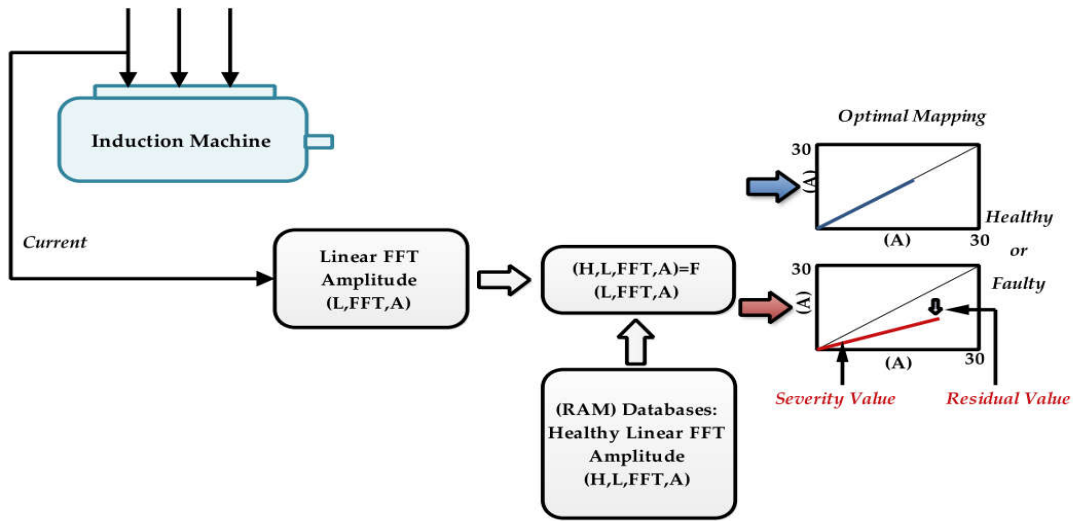 Induction Machine
Current
Linear FFT
Amplitude
(L,FFT,A)
(H,L,FFT,A)=F
(L,FFT,A)
(RAM) Databases:
Healthy Linear FFT
Amplitude
(H,L,FFT,A)
Optimal Mapping
30
(A)
(A)
30
Healthy
or
Faulty
30
(A)
(A)
30
Severity Value
Residual Value